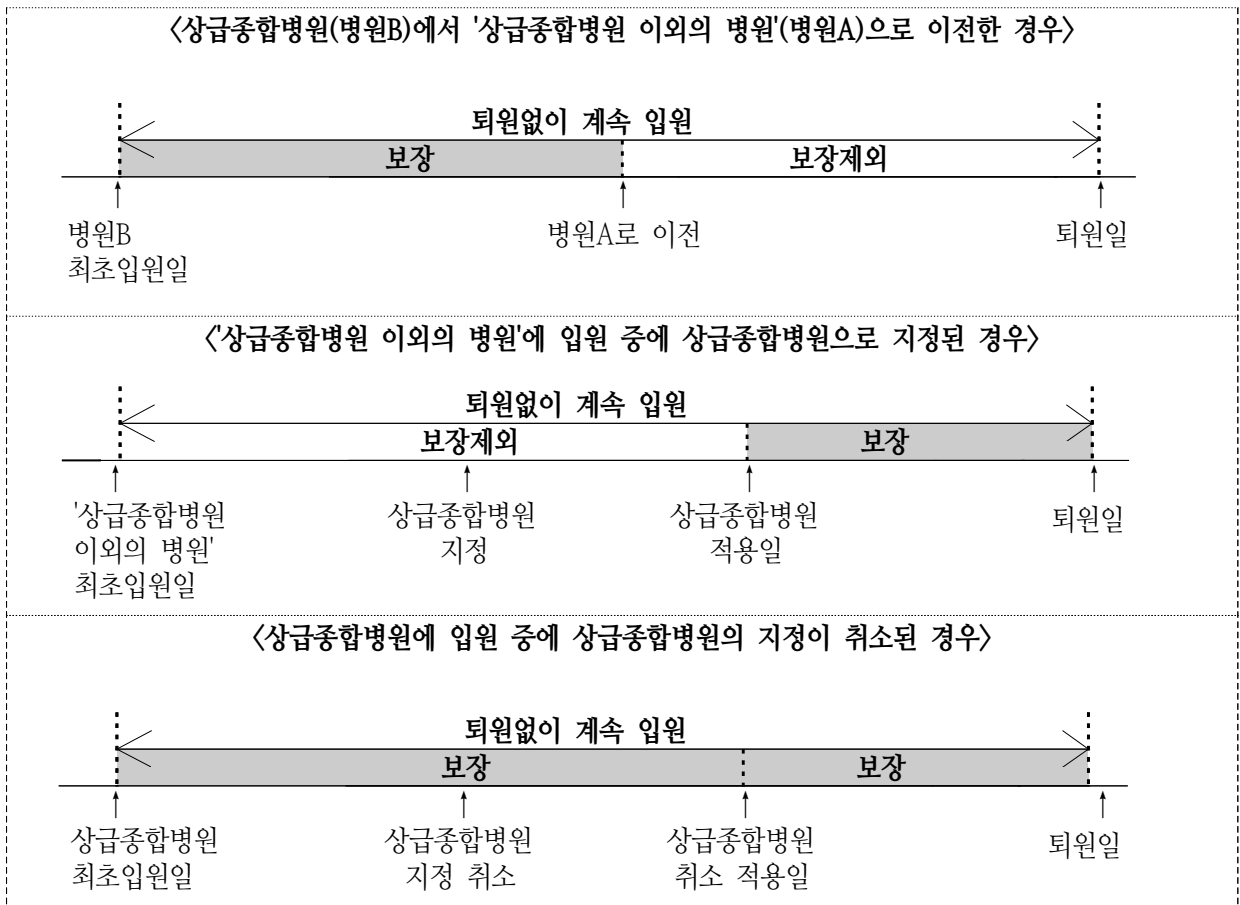 〈상급종합병원(병원B)에서 '상급종합병원 이외의 병원'(병원A)으로 이전한 경우〉
퇴원없이 계속 입원
보장 보장제외
병원B 최초입원일
병원A로 이전
퇴원일
〈'상급종합병원 이외의 병원'에 입원 중에 상급종합병원으로 지정된 경우〉
퇴원없이 계속 입원
보장제외 보장
'상급종합병원
이외의 병원'
최초입원일
상급종합병원
지정
상급종합병원
적용일
퇴원일
〈상급종합병원에 입원 중에 상급종합병원의 지정이 취소된 경우〉
퇴원없이 계속 입원
보장 보장
상급종합병원
최초입원일
상급종합병원
지정 취소
상급종합병원
취소 적용일
퇴원일